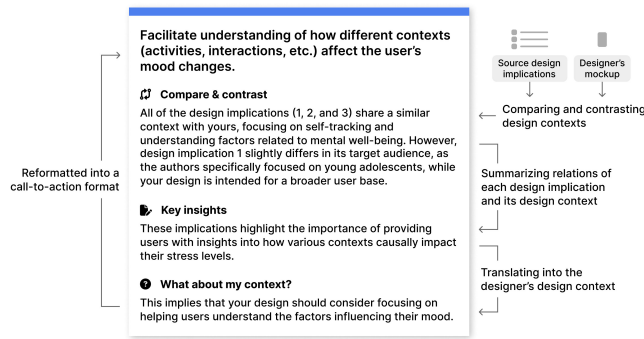 Facilitate understanding of how different contexts
(activities, interactions, etc.) affect the user's
mood changes.
Compare & contrast
All of the design implications (1, 2, and 3) share a similar
context with yours, focusing on self-tracking and
understanding factors related to mental well-being. However,
design implication 1 slightly differs in its target audience, as
the authors specifically focused on young adolescents, while
your design is intended for a broader user base.
Key insights
These implications highlight the importance of providing
users with insights into how various contexts causally impact
their stress levels.
What about my context?
This implies that your design should consider focusing on
helping users understand the factors influencing their mood.
Reformatted into a
call-to-action format
Source design
implications
Designer's
mockup
Comparing and contrasting
design contexts
Summarizing relations of
each design implication
and its design context
Translating into the
designer's design context